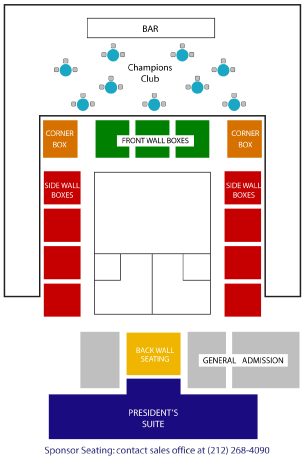 BAR
Champions
Club
CORNER
BOX
FRONT WALL BOXES
CORNER
BOX
SIDE WALL
BOXES
SIDE WALL
BOXES
BACK WALL
SEATING
GENERAL ADMISSION
PRESIDENT'S
SUITE
Sponsor Seating: contact sales office at (212) 268-4090